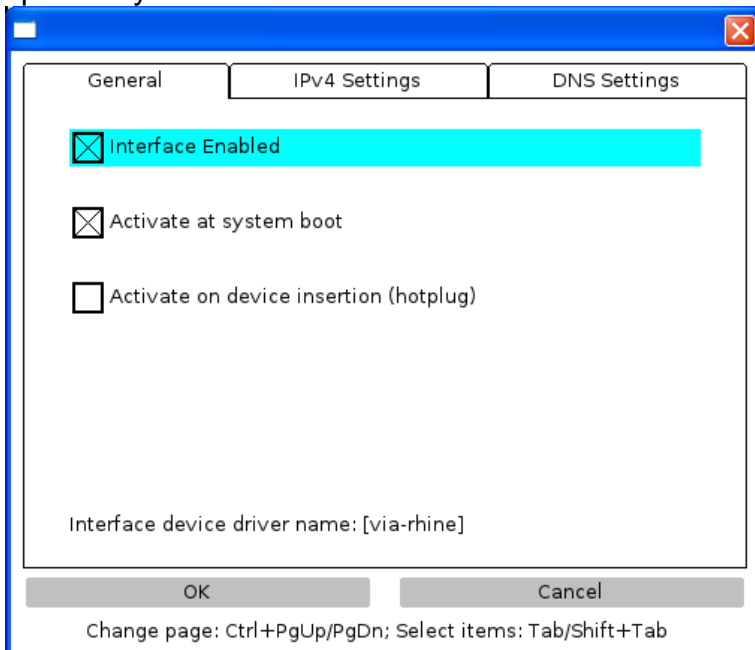 General IPv4 Settings DNS Settings
Interface Enabled
Activate at system boot
Activate on device insertion (hotplug)
Interface device driver name: [via-rhine]
OK Cancel
Change page: Ctrl+PgUp/PgDn; Select items: Tab/Shift+Tab